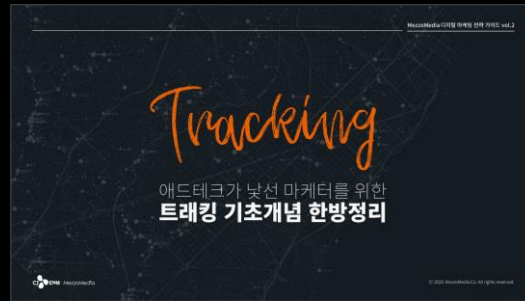 MezzoMedia 디지털 마케팅 전략 가이드 vol.2
Tracking
애드테크가 낯선 마케터를 위한
트래킹 기초개념 한방정리
CJ ENM MezzoMedia
ⓒ 2021 MezzoMedia Co. All rights reserved.